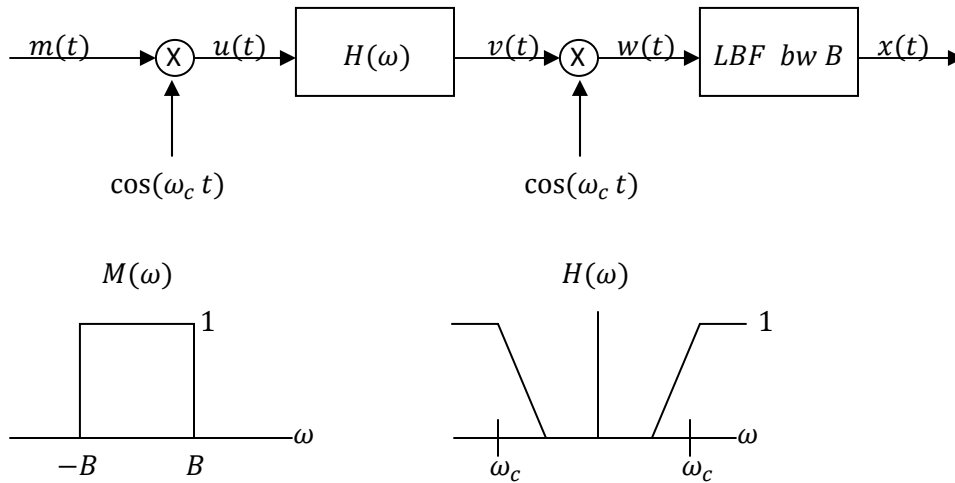 m(t) X u(t) H(ω) v(t) X w(t) LBF bw B x(t)
cos(ω_c t) cos(ω_c t)
M(ω) H(ω)
1 1
ω ω
−B B ω_c ω_c